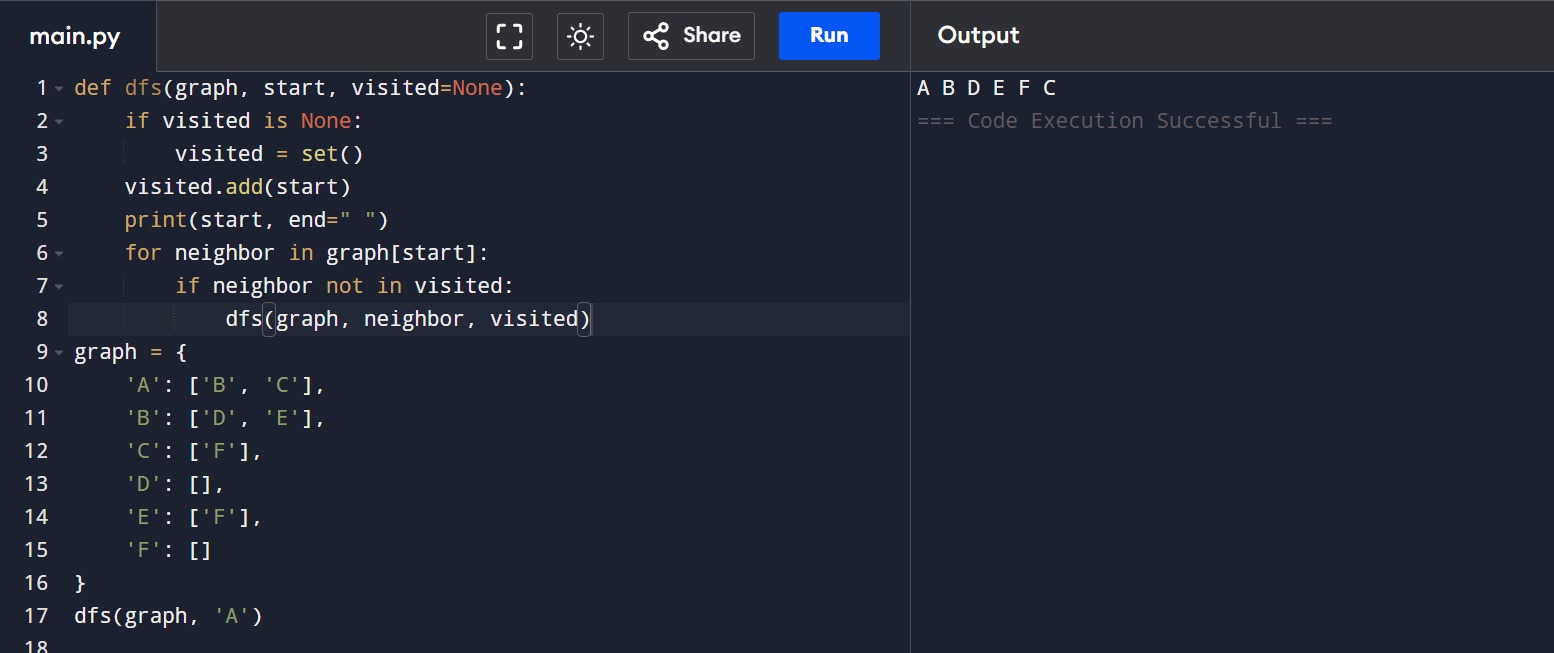 main.py
Share
Run
Output
1 def dfs(graph, start, visited=None):
2     if visited is None:
3         visited = set()
4     visited.add(start)
5     print(start, end=" ")
6     for neighbor in graph[start]:
7         if neighbor not in visited:
8             dfs(graph, neighbor, visited)
9 graph = {
10     'A': ['B', 'C'],
11     'B': ['D', 'E'],
12     'C': ['F'],
13     'D': [],
14     'E': ['F'],
15     'F': []
16 }
17 dfs(graph, 'A')
18
A B D E F C
=== Code Execution Successful ===